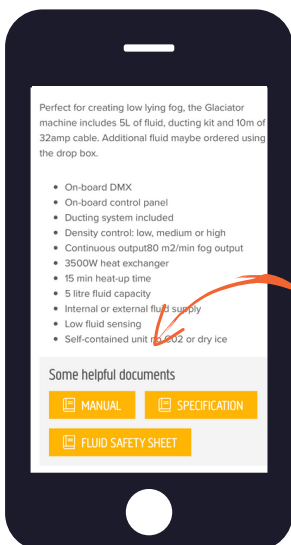 Perfect for creating low lying fog, the Glaciator
machine includes 5L of fluid, ducting kit and 10m of
32amp cable. Additional fluid maybe ordered using
the drop box.
On-board DMX
On-board control panel
Ducting system included
Density control: low, medium or high
Continuous output80 m2/min fog output
3500W heat exchanger
15 min heat-up time
5 litre fluid capacity
Internal or external fluid supply
Low fluid sensing
Self-contained unit no C02 or dry ice
Some helpful documents
MANUAL
SPECIFICATION
FLUID SAFETY SHEET